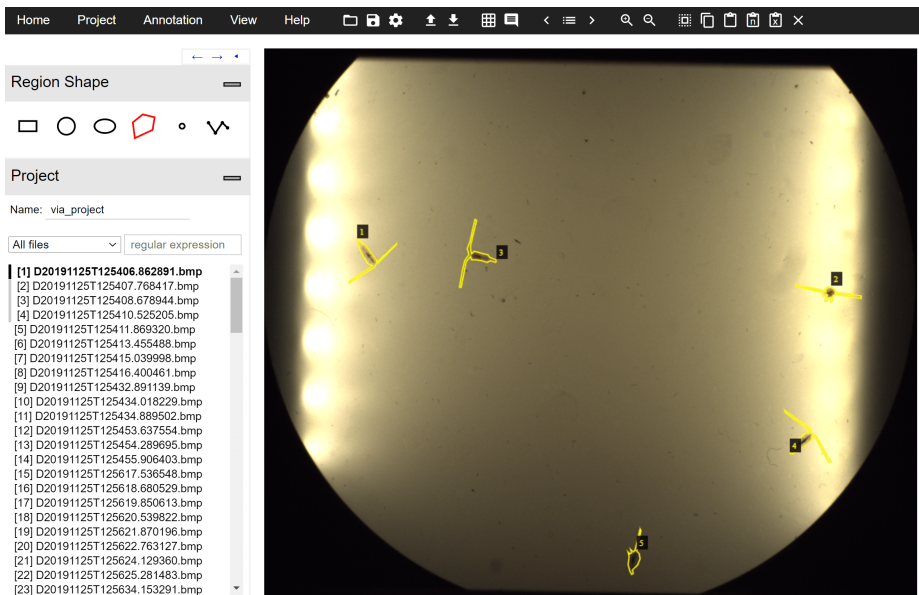 Home Project Annotation View Help
Region Shape
Project
Name: via_project
All files regular expression
[1] D20191125T125406.862891.bmp
[2] D20191125T125407.768417.bmp
[3] D20191125T125408.678944.bmp
[4] D20191125T125410.525205.bmp
[5] D20191125T125411.869320.bmp
[6] D20191125T125413.455488.bmp
[7] D20191125T125415.039998.bmp
[8] D20191125T125416.400461.bmp
[9] D20191125T125432.891139.bmp
[10] D20191125T125434.018229.bmp
[11] D20191125T125434.889502.bmp
[12] D20191125T125453.637554.bmp
[13] D20191125T125454.289695.bmp
[14] D20191125T125455.906403.bmp
[15] D20191125T125617.536548.bmp
[16] D20191125T125618.680529.bmp
[17] D20191125T125619.850613.bmp
[18] D20191125T125620.539822.bmp
[19] D20191125T125621.870196.bmp
[20] D20191125T125622.763127.bmp
[21] D20191125T125624.129360.bmp
[22] D20191125T125625.281483.bmp
[23] D20191125T125634.153291.bmp
1
3
2
4
5